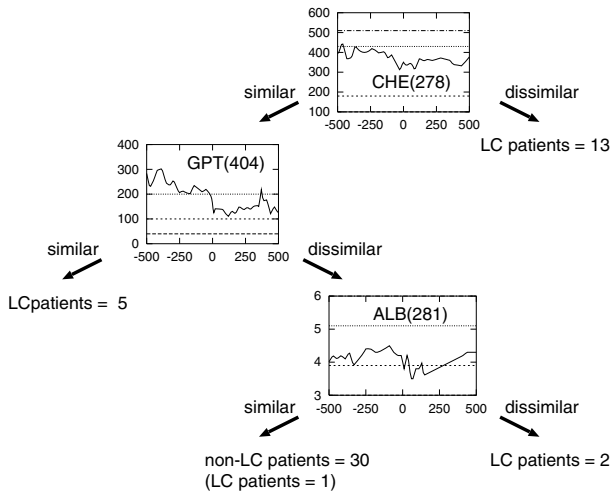 600
500
400
300
200
100
CHE(278)
-500 -250 0 250 500
similar
dissimilar
LC patients = 13
400
300
200
100
0
GPT(404)
-500 -250 0 250 500
similar
dissimilar
LCpatients = 5
6
5
4
3
ALB(281)
-500 -250 0 250 500
similar
dissimilar
non-LC patients = 30
(LC patients = 1)
LC patients = 2